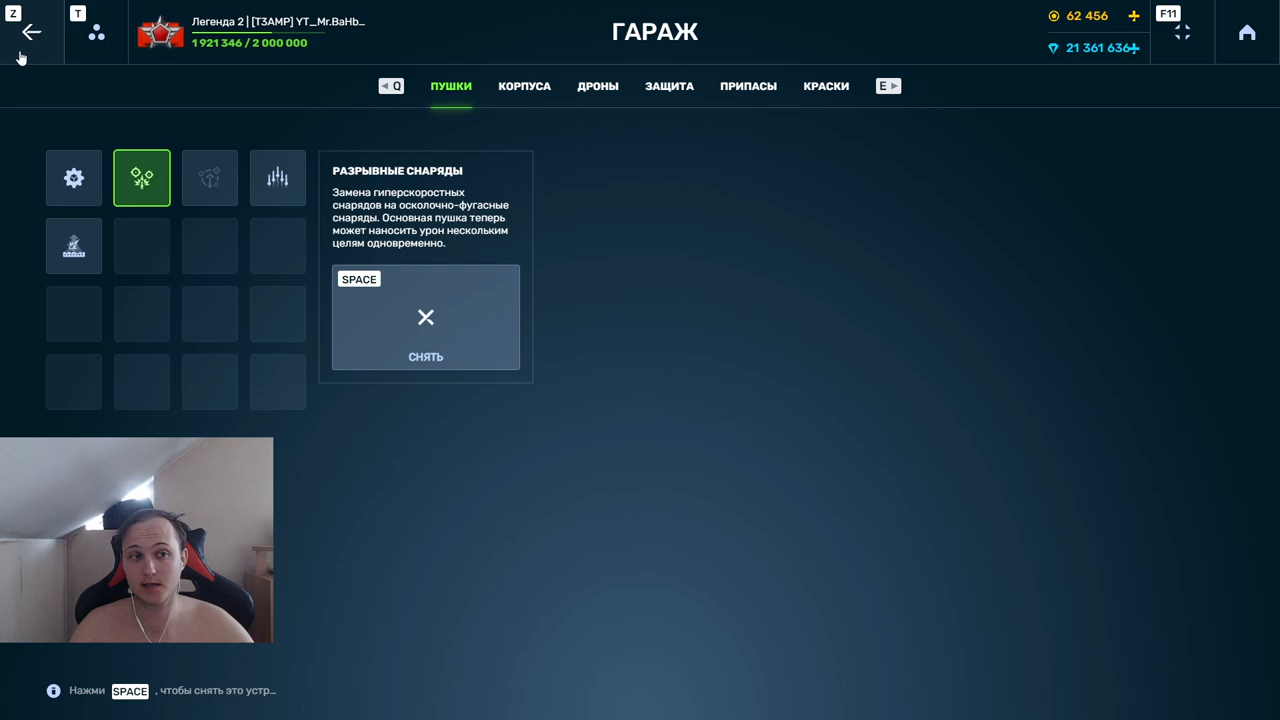 Z
T
Легенда 2 | [T3AMP] YT_Mr.BaHb...
1 921 346 / 2 000 000
ГАРАЖ
62 456
21 361 636
F11
Q
ПУШКИ
КОРПУСА
ДРОНЫ
ЗАЩИТА
ПРИПАСЫ
КРАСКИ
E
РАЗРЫВНЫЕ СНАРЯДЫ
Замена гиперскоростных
снарядов на осколочно-фугасные
снаряды. Основная пушка теперь
может наносить урон нескольким
целям одновременно.
SPACE
СНЯТЬ
Нажми SPACE , чтобы снять это устр...